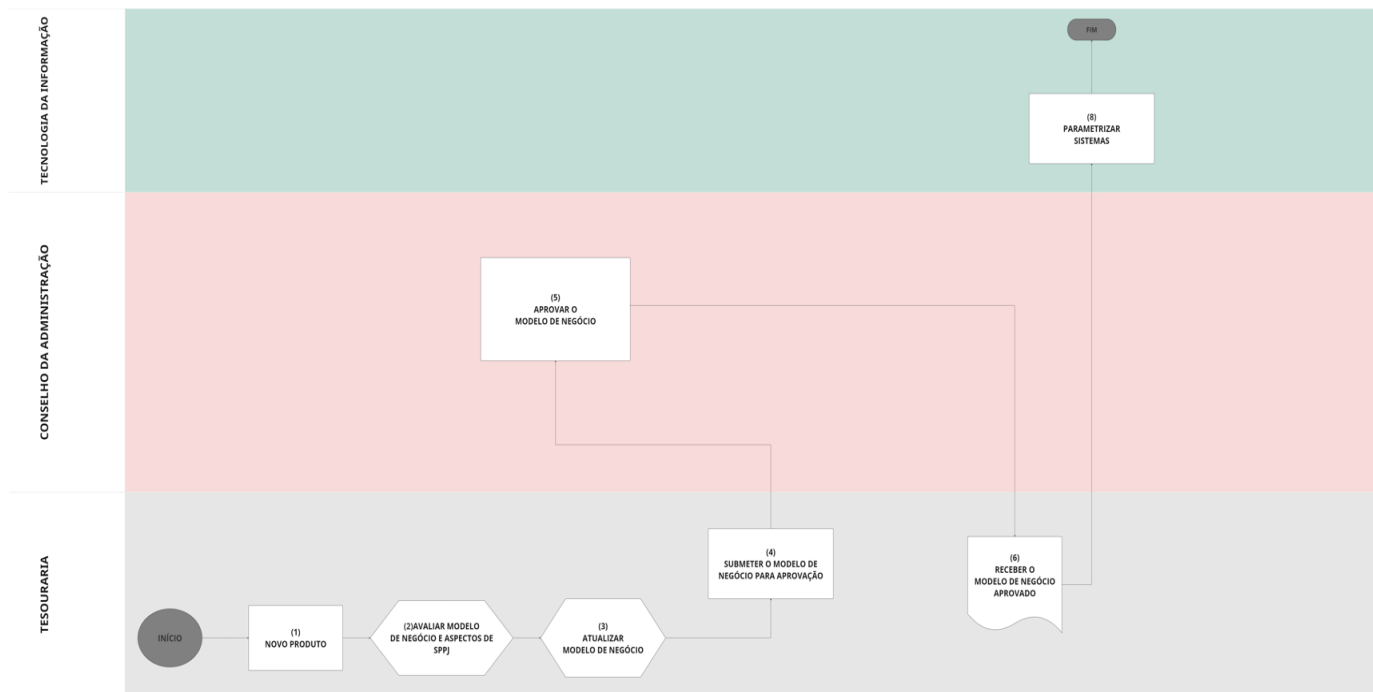 TECNOLOGIA DA INFORMAÇÃO
FIM
(8)
PARAMETRIZAR
SISTEMAS
CONSELHO DA ADMINISTRAÇÃO
(5)
APROVAR O
MODELO DE NEGÓCIO
TESOURARIA
INÍCIO
(1)
NOVO PRODUTO
(2)AVALIAR MODELO
DE NEGÓCIO E ASPECTOS DE
SPPJ
(3)
ATUALIZAR
MODELO DE NEGÓCIO
(4)
SUBMETER O MODELO DE
NEGÓCIO PARA APROVAÇÃO
(6)
RECEBER O
MODELO DE NEGÓCIO
APROVADO